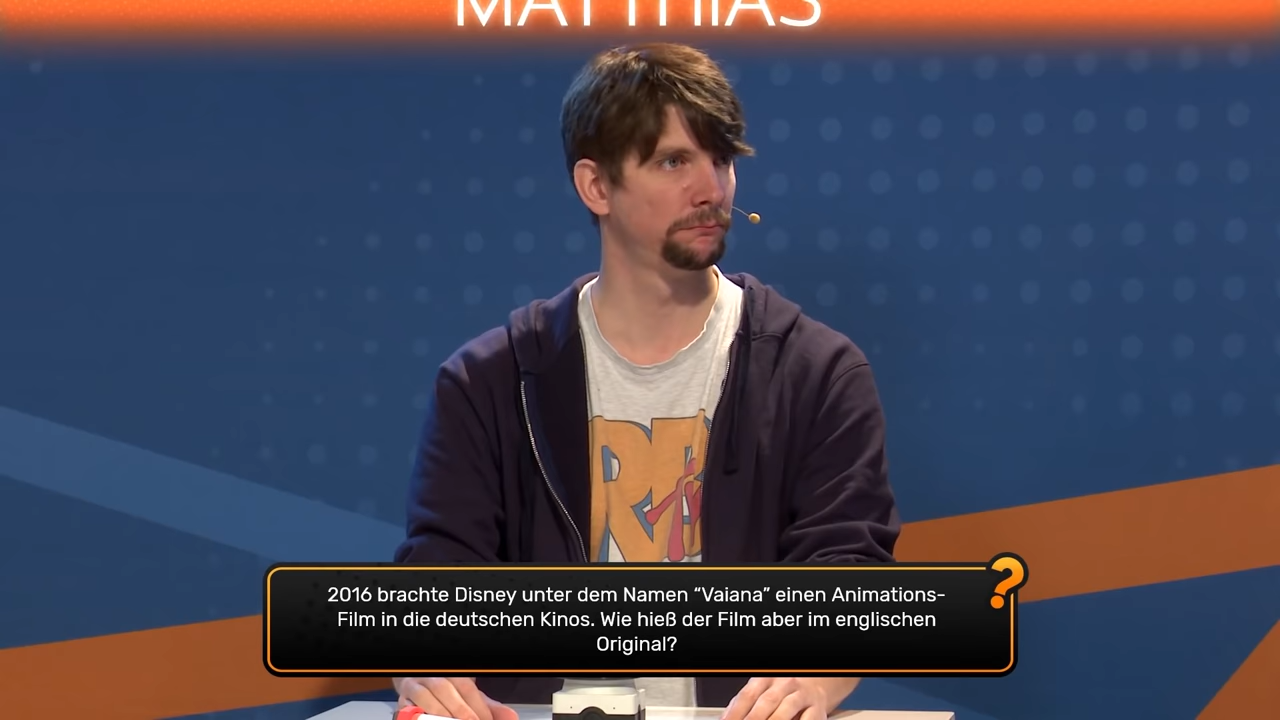 MATTHIAS
2016 brachte Disney unter dem Namen “Vaiana” einen Animations-
Film in die deutschen Kinos. Wie hieß der Film aber im englischen
Original?
?